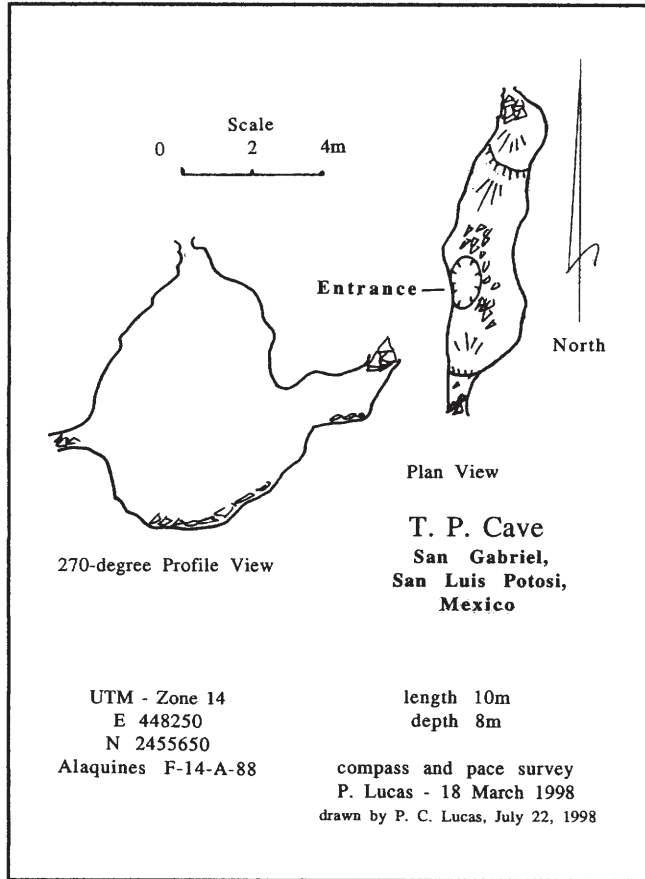 Scale
0 2 4m
Entrance
North
Plan View
T. P. Cave
San Gabriel,
San Luis Potosi,
Mexico
270-degree Profile View
UTM - Zone 14
E 448250
N 2455650
Alaquines F-14-A-88
length 10m
depth 8m
compass and pace survey
P. Lucas - 18 March 1998
drawn by P. C. Lucas, July 22, 1998